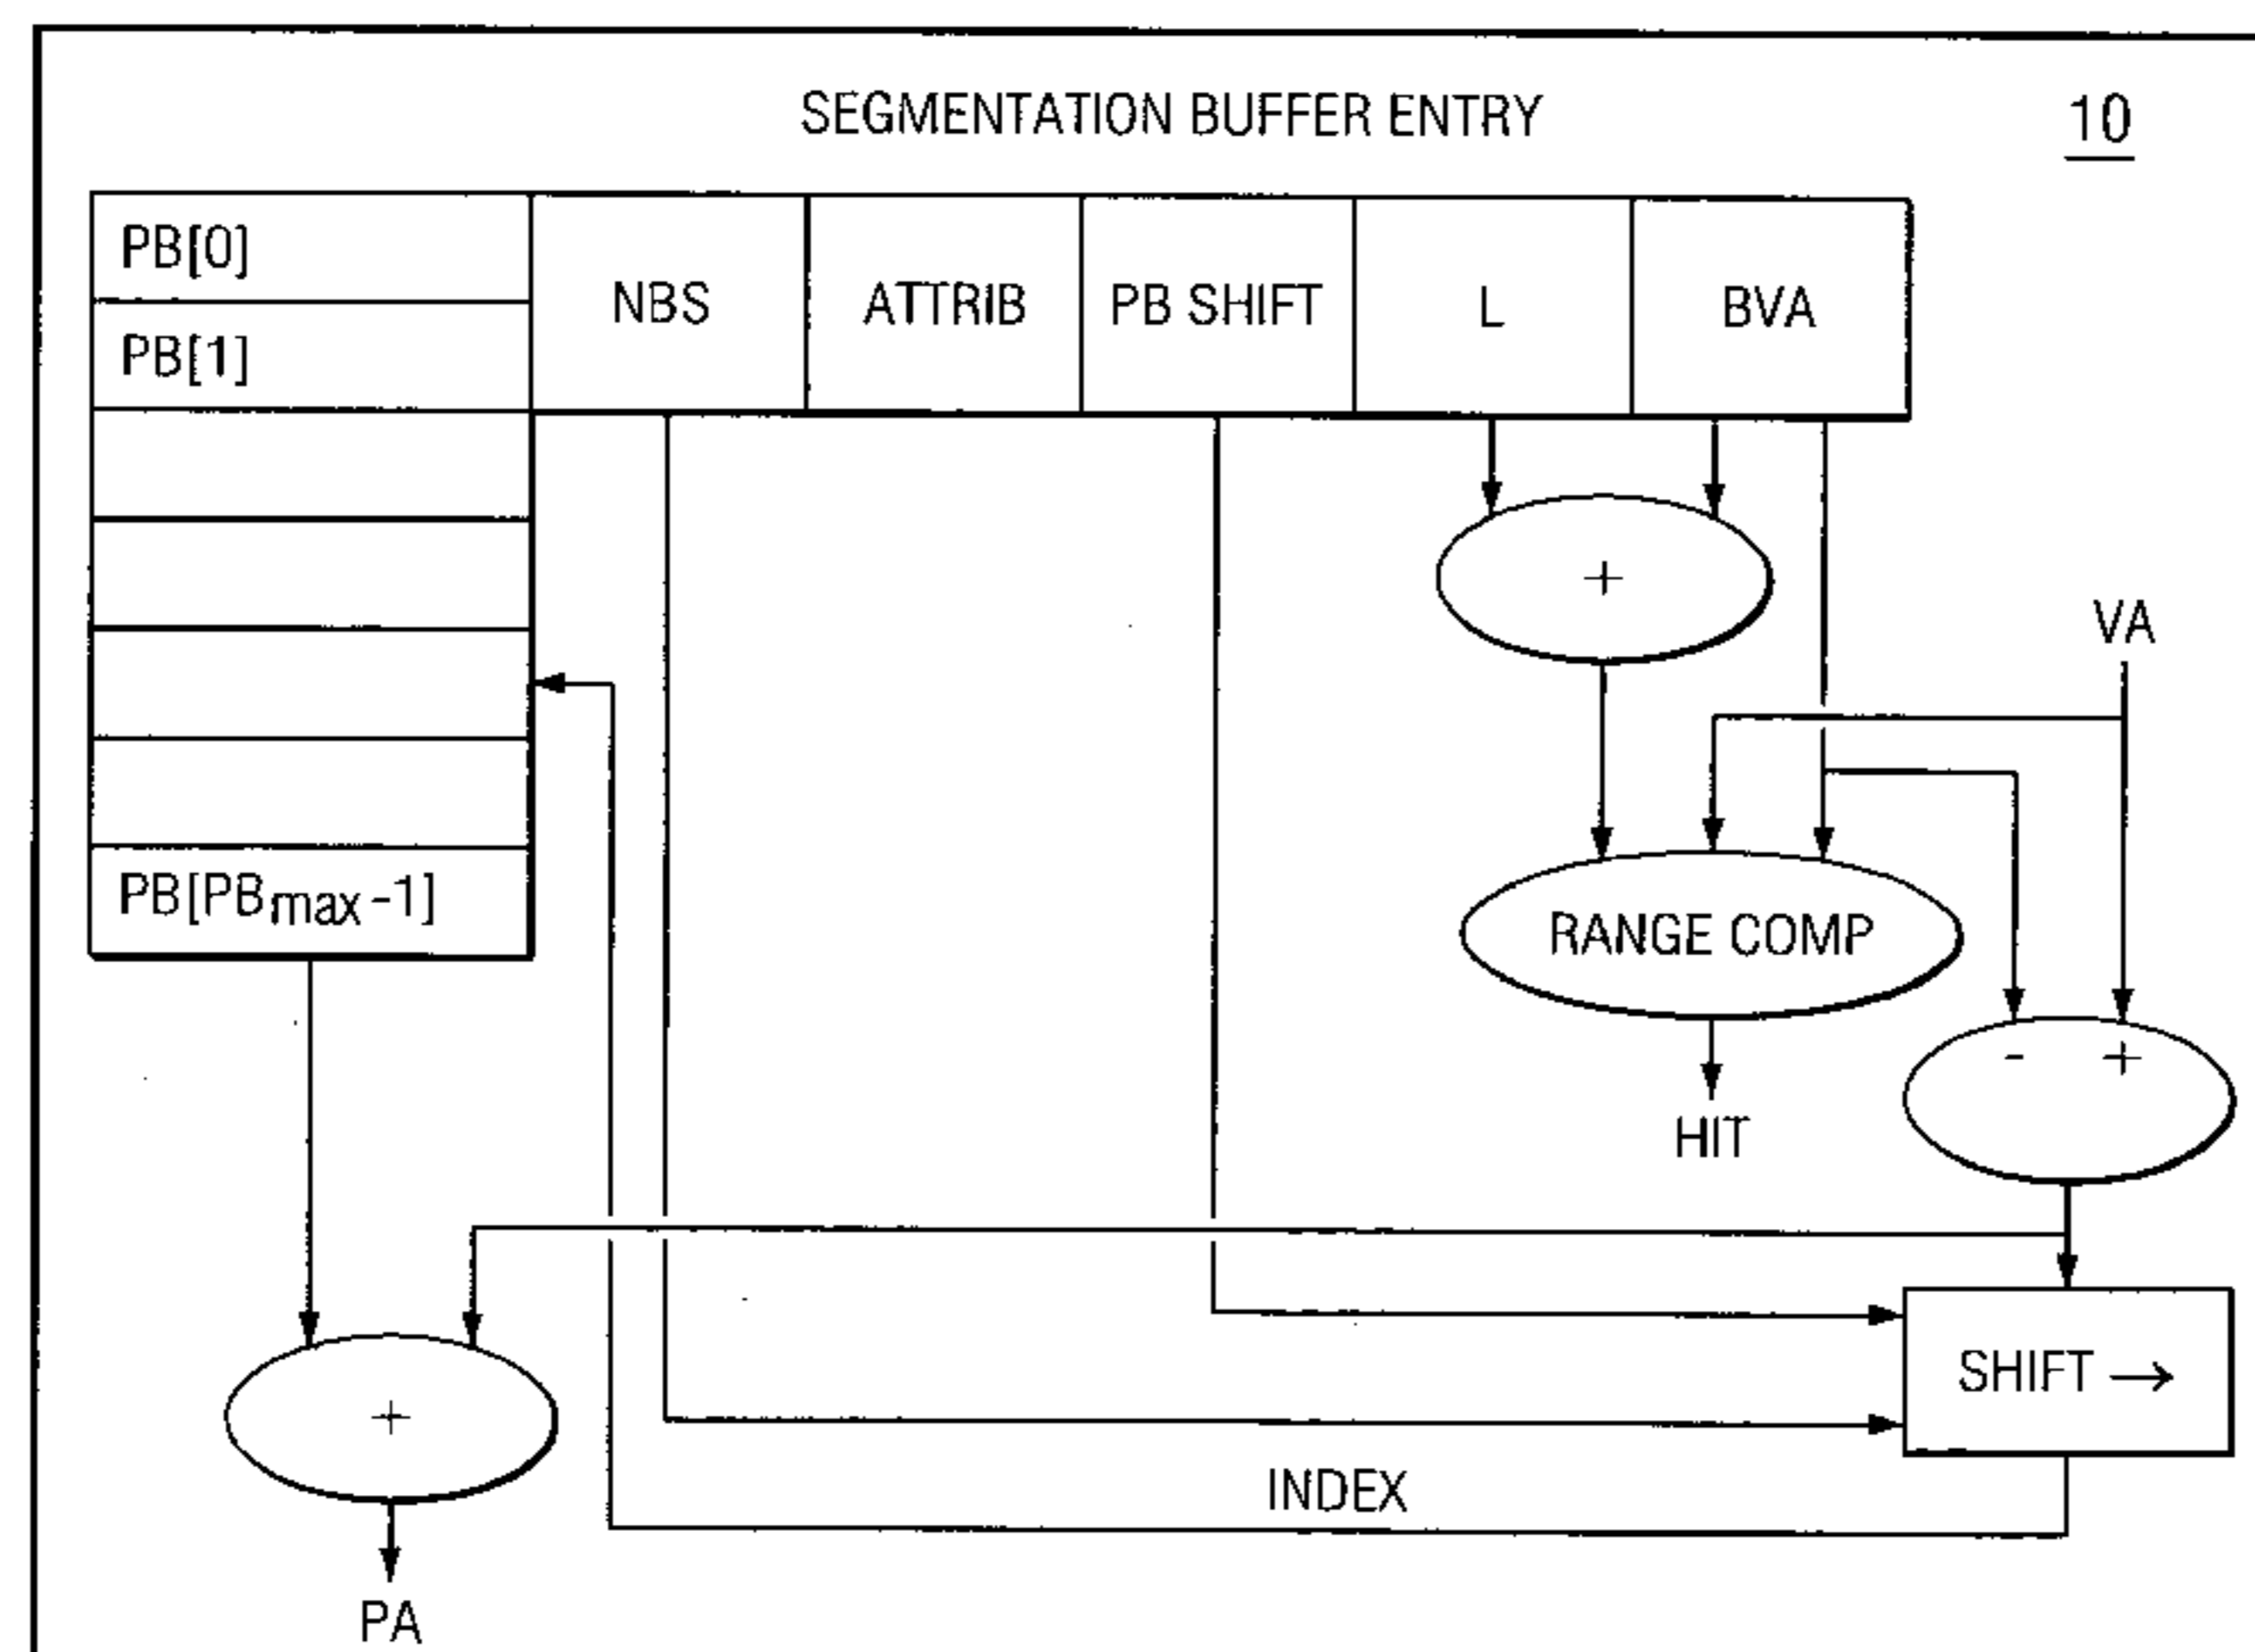 SEGMENTATION BUFFER ENTRY
10
PB[0]
PB[1]
NBS
ATTRIB
PB SHIFT
L
BVA
+
VA
PB[PBmax-1]
RANGE COMP
- +
HIT
SHIFT →
+
INDEX
PA